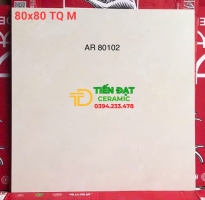 80x80 TQ M
AR 80102
TIẾN ĐẠT
CERAMIC
0394.233.478